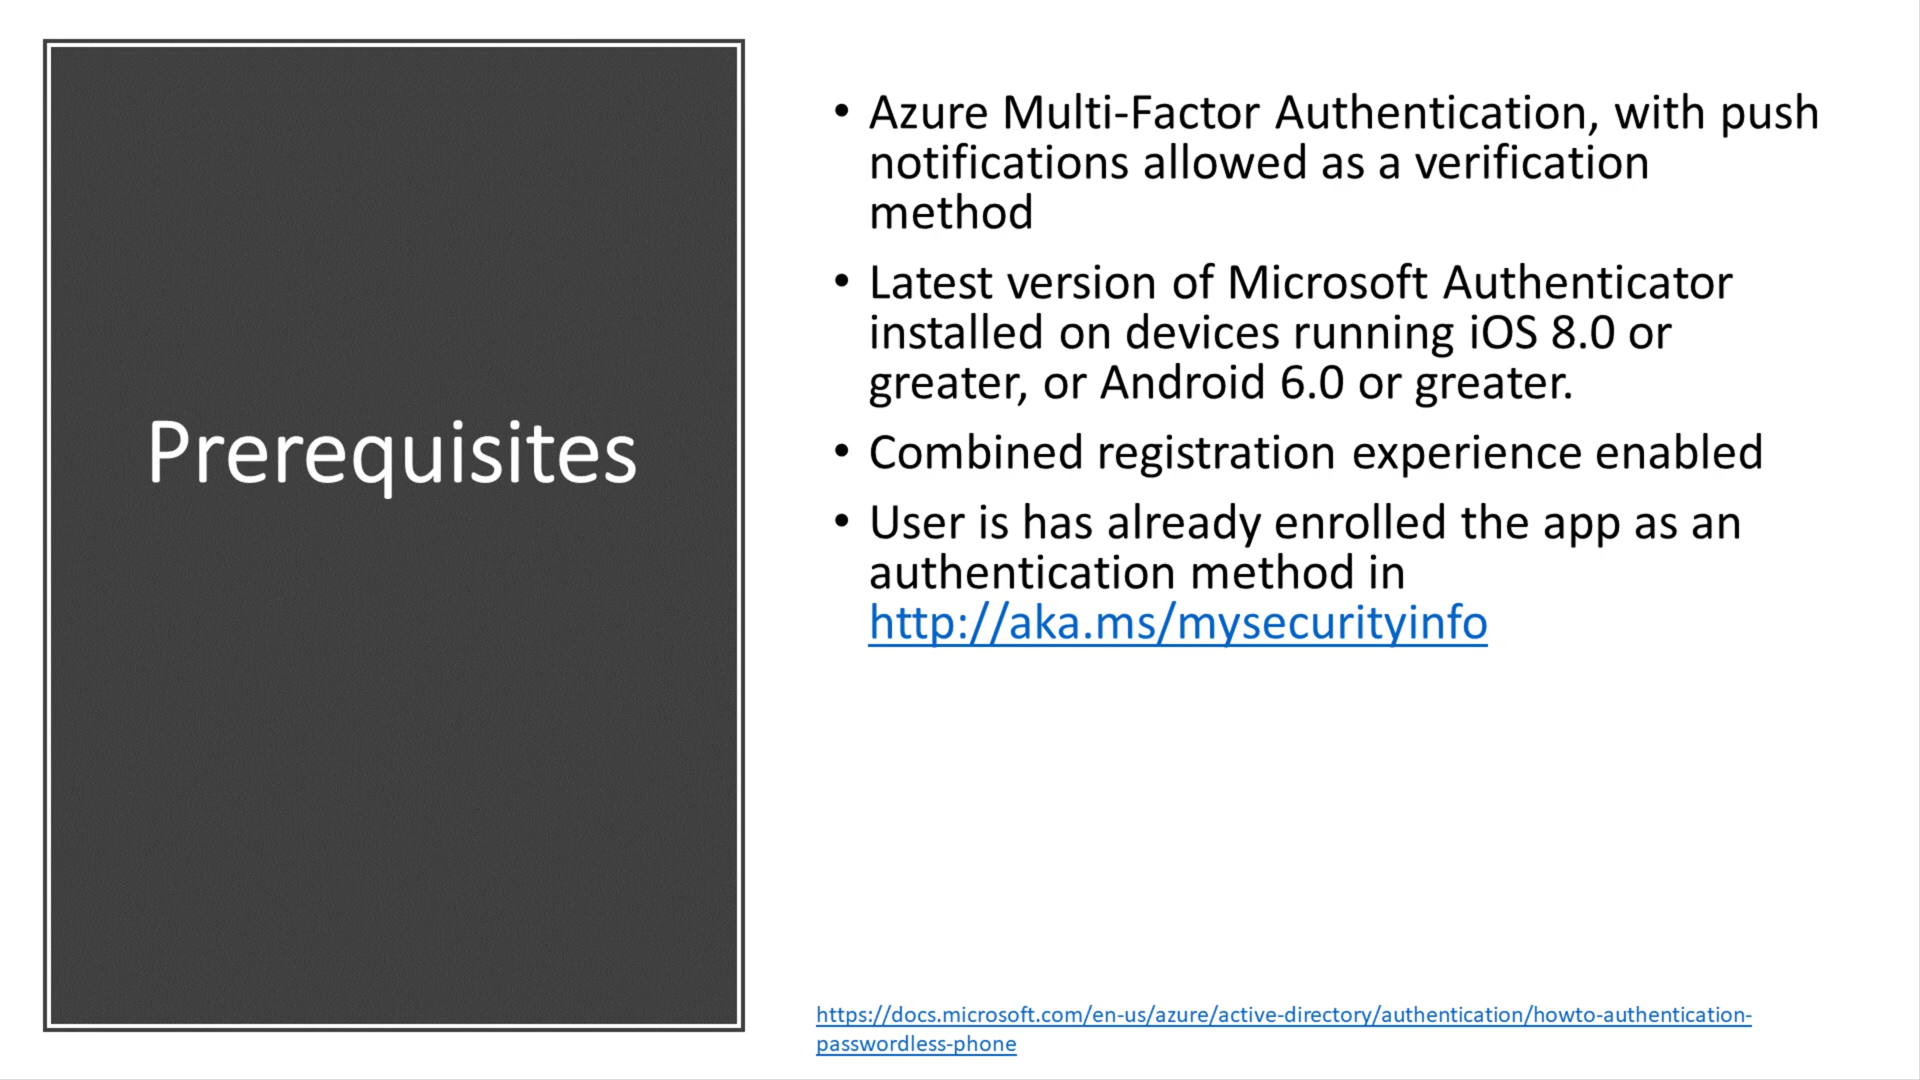 Prerequisites
• Azure Multi-Factor Authentication, with push
notifications allowed as a verification
method
• Latest version of Microsoft Authenticator
installed on devices running iOS 8.0 or
greater, or Android 6.0 or greater.
• Combined registration experience enabled
• User is has already enrolled the app as an
authentication method in
http://aka.ms/mysecurityinfo
https://docs.microsoft.com/en-us/azure/active-directory/authentication/howto-authentication-
passwordless-phone